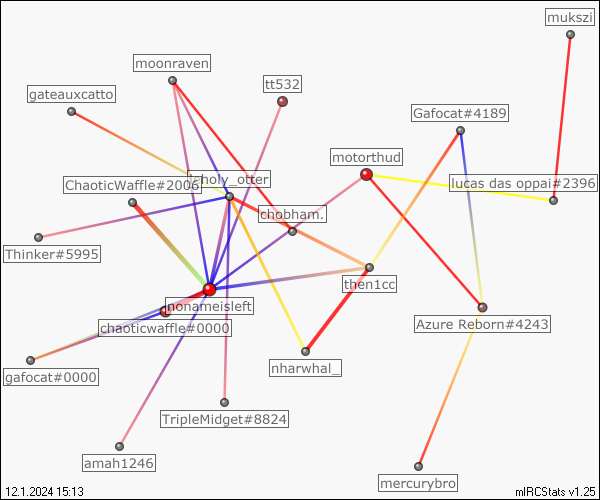 mukszi
moonraven
tt532
gateauxcatto
Gafocat#4189
motorthud
holy_otter
ChaoticWaffle#2006
lucas das oppai#2396
chobham.
Thinker#5995
then1cc
nonameisleft
chaoticwaffle#0000
Azure Reborn#4243
nharwhal_
gafocat#0000
TripleMidget#8824
amah1246
mercurybro
12.1.2024 15:13
mIRCStats v1.25